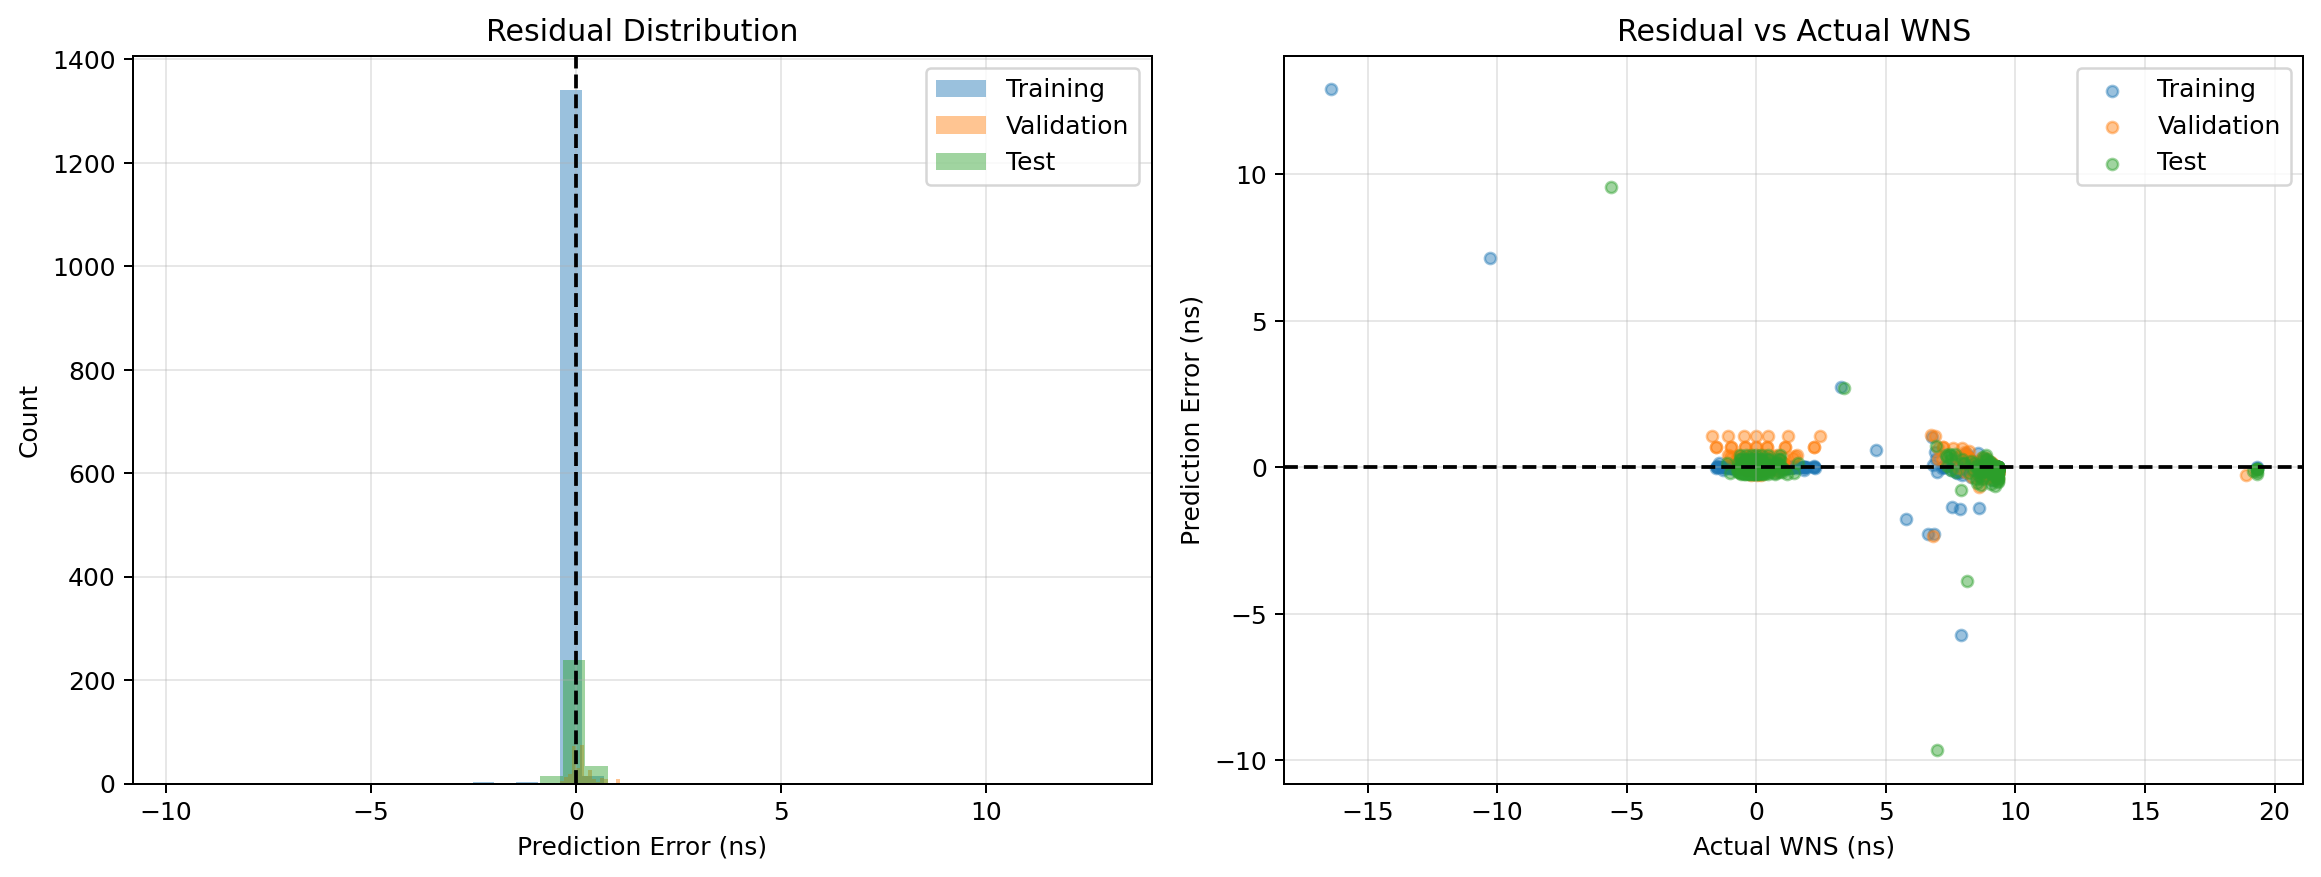 Residual Distribution
1400
1200
1000
800
600
400
200
0
Count
−10
−5
0
5
10
Prediction Error (ns)
Training
Validation
Test
Residual vs Actual WNS
10
5
0
−5
−10
Prediction Error (ns)
−15
−10
−5
0
5
10
15
20
Actual WNS (ns)
Training
Validation
Test